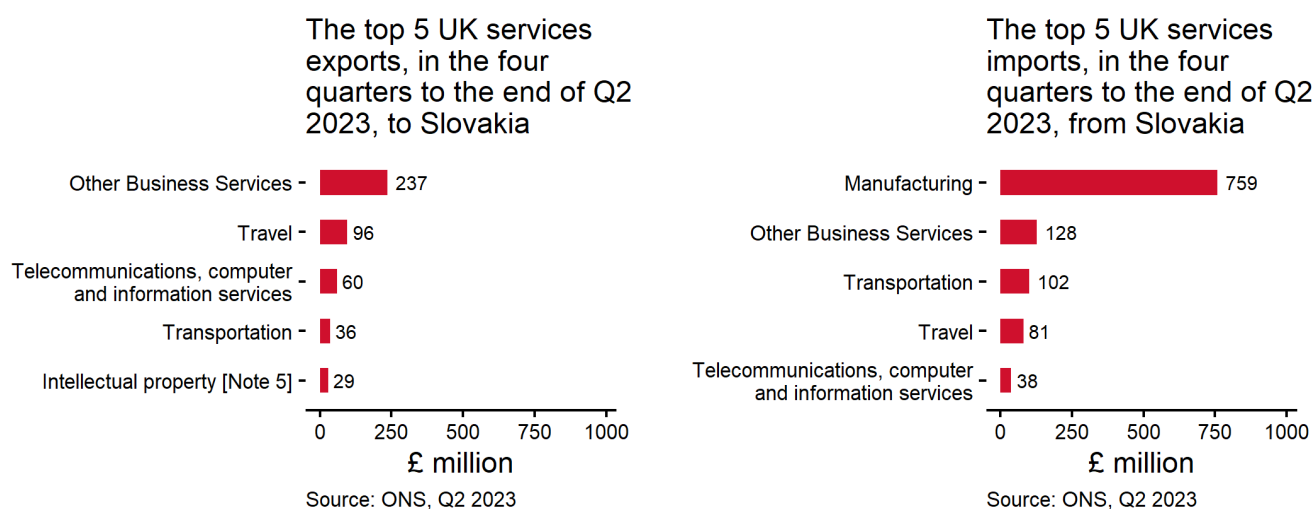 The top 5 UK services
exports, in the four
quarters to the end of Q2
2023, to Slovakia
Other Business Services
237
Travel
96
Telecommunications, computer
and information services
60
Transportation
36
Intellectual property [Note 5]
29
0 250 500 750 1000
£ million
Source: ONS, Q2 2023
The top 5 UK services
imports, in the four
quarters to the end of Q2
2023, from Slovakia
Manufacturing
759
Other Business Services
128
Transportation
102
Travel
81
Telecommunications, computer
and information services
38
0 250 500 750 1000
£ million
Source: ONS, Q2 2023